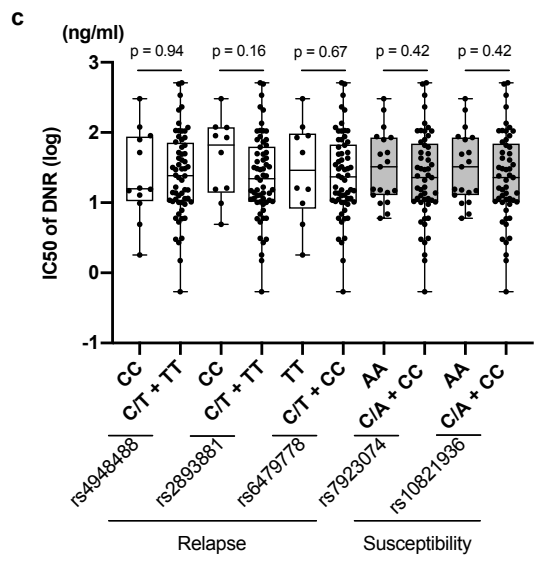 c
(ng/ml)
p = 0.94 p = 0.16 p = 0.67 p = 0.42 p = 0.42
IC50 of DNR (log)
3
2
1
0
-1
CC C/T + TT CC C/T + TT TT C/T + CC AA C/A + CC AA C/A + CC
rs4948488 rs2893881 rs6479778 rs7923074 rs10821936
Relapse Susceptibility